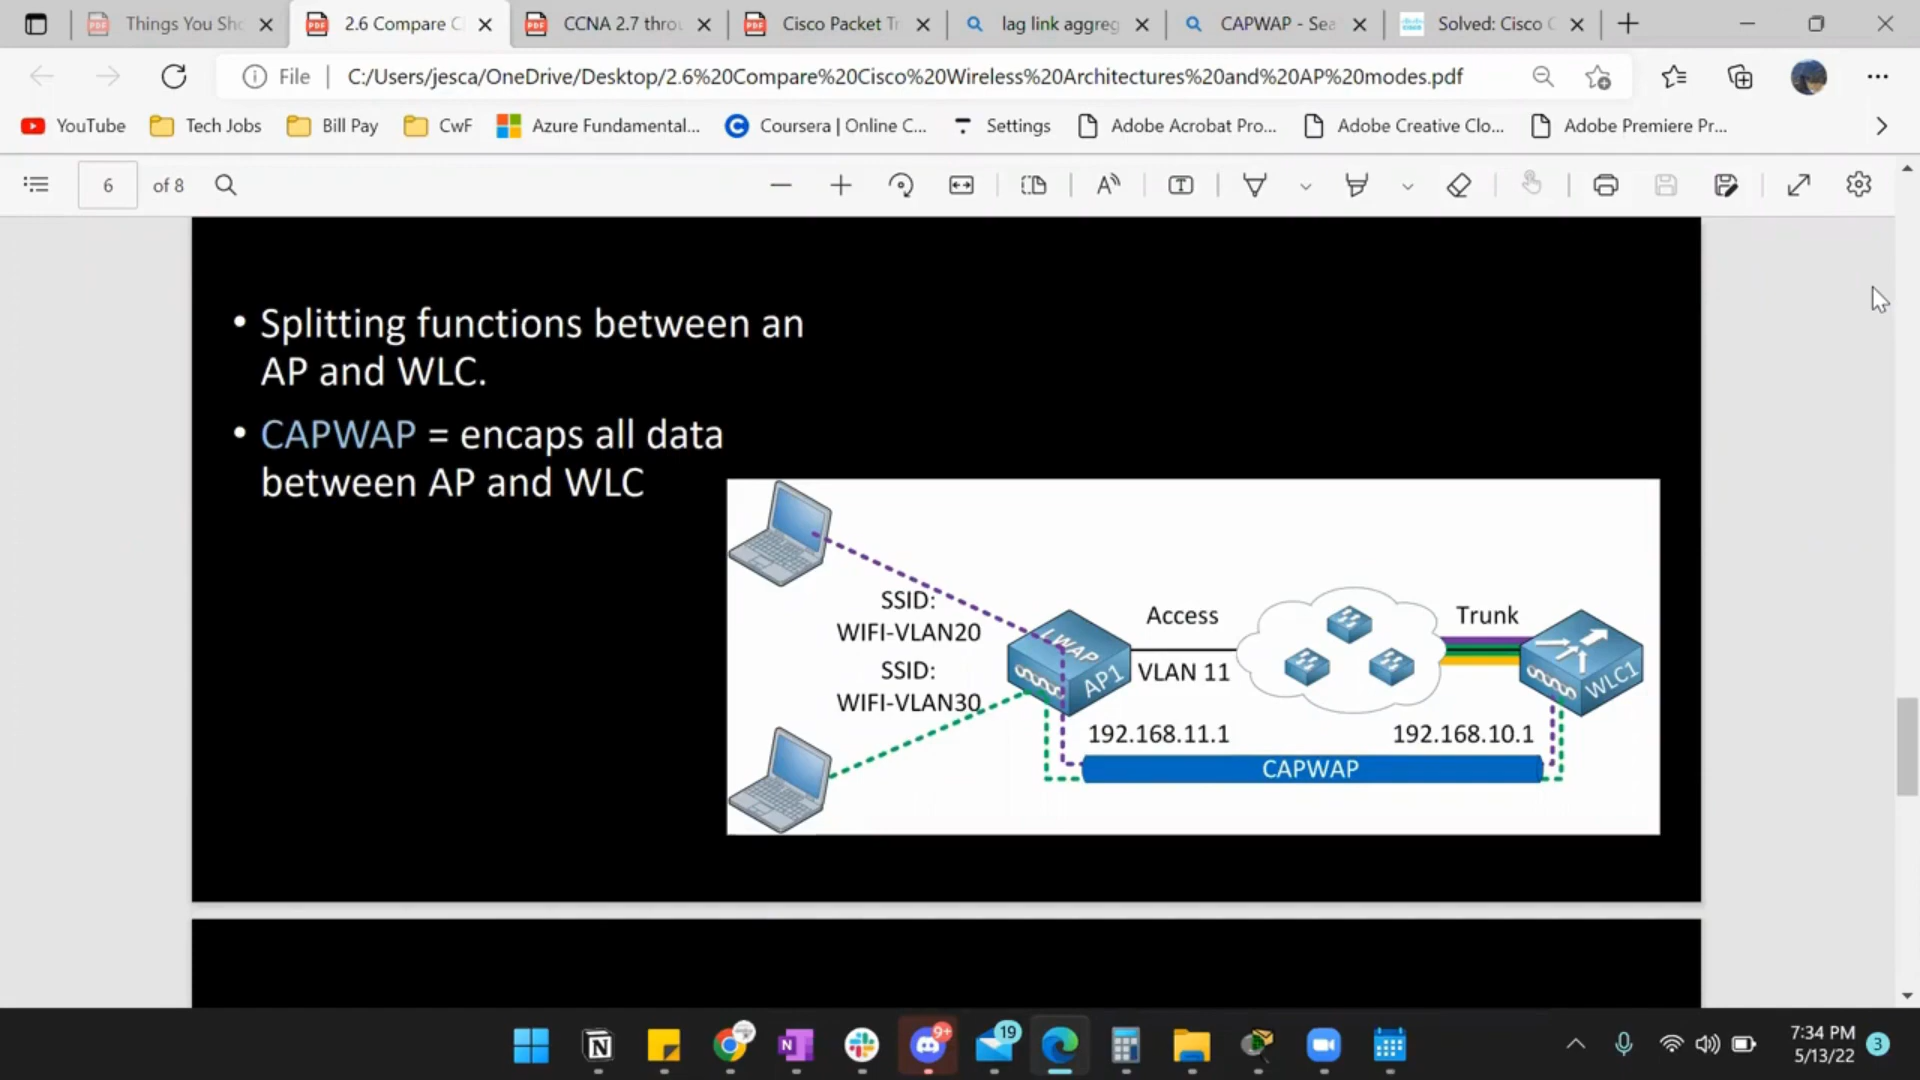 Things You Sho
2.6 Compare C
CCNA 2.7 throu
Cisco Packet Tr
lag link aggreg
CAPWAP - Sea
Solved: Cisco C
File
C:/Users/jesca/OneDrive/Desktop/2.6%20Compare%20Cisco%20Wireless%20Architectures%20and%20AP%20modes.pdf
YouTube
Tech Jobs
Bill Pay
CwF
Azure Fundamental...
Coursera | Online C...
Settings
Adobe Acrobat Pro...
Adobe Creative Clo...
Adobe Premiere Pr...
6 of 8
• Splitting functions between an
AP and WLC.
• CAPWAP = encaps all data
between AP and WLC
SSID:
WIFI-VLAN20
SSID:
WIFI-VLAN30
LWAP
AP1
Access
VLAN 11
Trunk
WLC1
192.168.11.1
192.168.10.1
CAPWAP
9+
19
7:34 PM
5/13/22
3